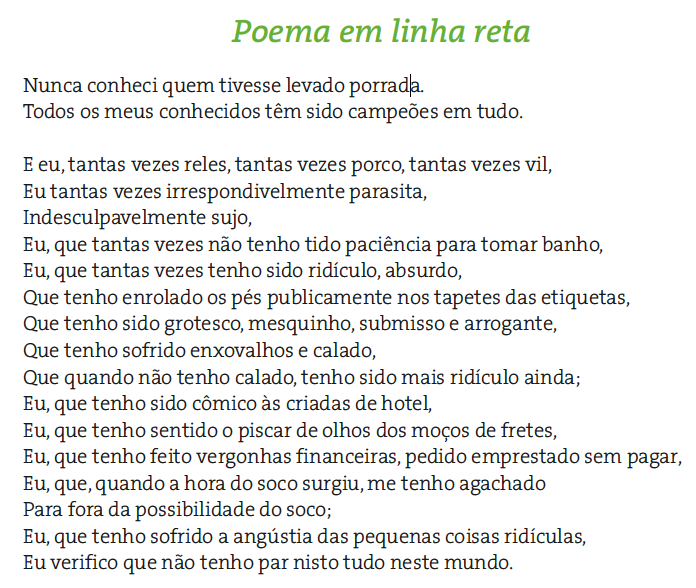 Poema em linha reta
Nunca conheci quem tivesse levado porrada.
Todos os meus conhecidos têm sido campeões em tudo.
E eu, tantas vezes reles, tantas vezes porco, tantas vezes vil,
Eu tantas vezes irrespondivelmente parasita,
Indesculpavelmente sujo,
Eu, que tantas vezes não tenho tido paciência para tomar banho,
Eu, que tantas vezes tenho sido ridículo, absurdo,
Que tenho enrolado os pés publicamente nos tapetes das etiquetas,
Que tenho sido grotesco, mesquinho, submisso e arrogante,
Que tenho sofrido enxovalhos e calado,
Que quando não tenho calado, tenho sido mais ridículo ainda;
Eu, que tenho sido cômico às criadas de hotel,
Eu, que tenho sentido o piscar de olhos dos moços de fretes,
Eu, que tenho feito vergonhas financeiras, pedido emprestado sem pagar,
Eu, que, quando a hora do soco surgiu, me tenho agachado
Para fora da possibilidade do soco;
Eu, que tenho sofrido a angústia das pequenas coisas ridículas,
Eu verifico que não tenho par nisto tudo neste mundo.